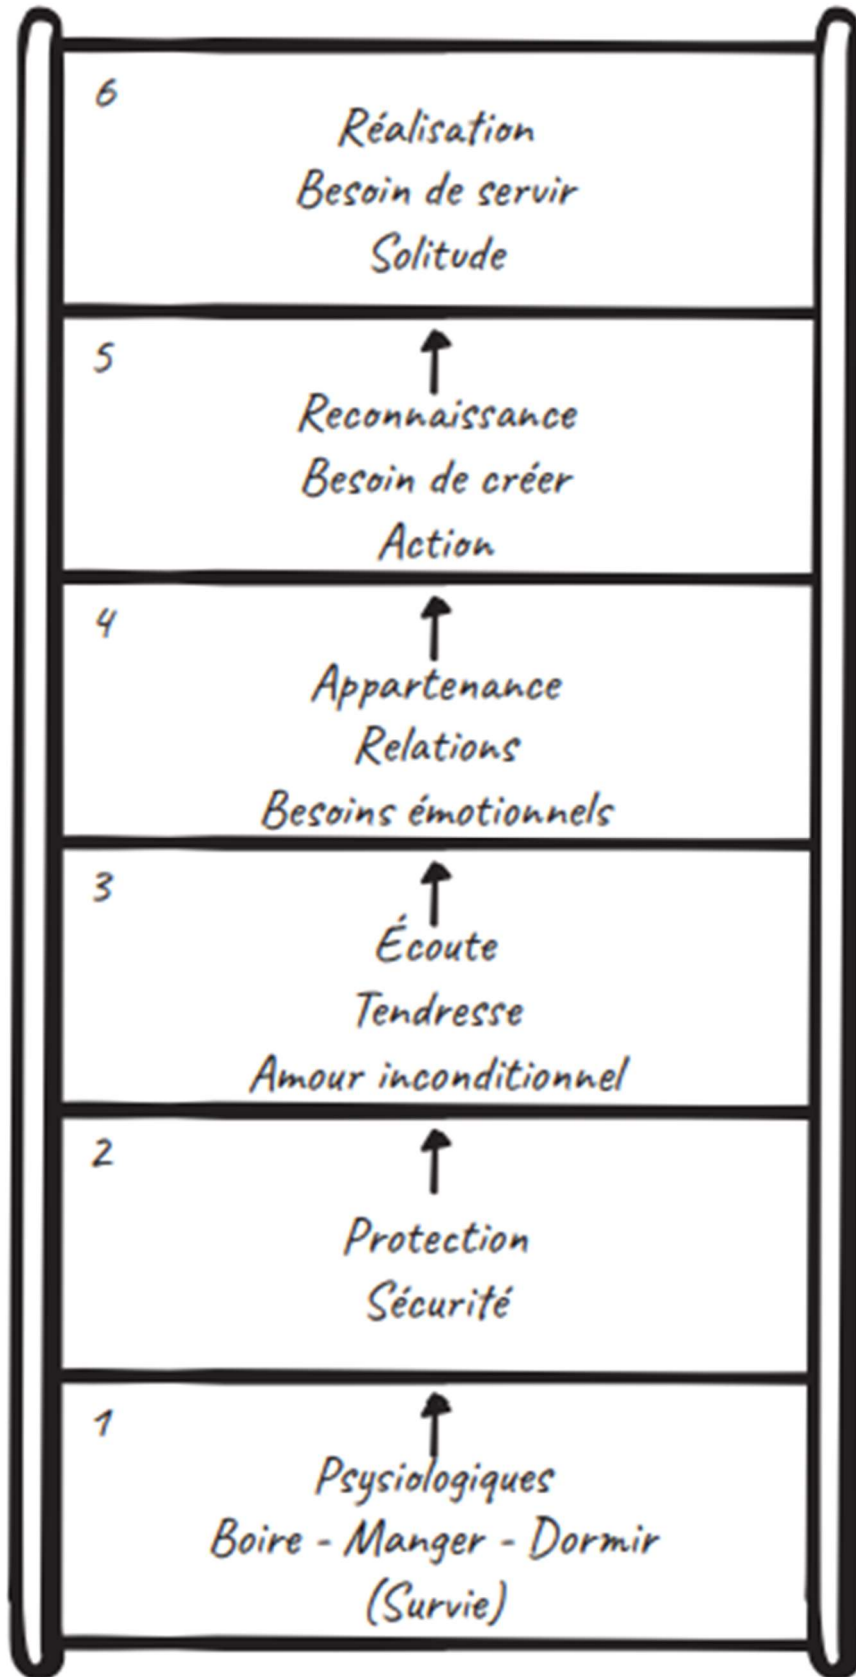 6
Réalisation
Besoin de servir
Solitude
5
Reconnaissance
Besoin de créer
Action
4
Appartenance
Relations
Besoins émotionnels
3
Écoute
Tendresse
Amour inconditionnel
2
Protection
Sécurité
1
Psysiologiques
Boire - Manger - Dormir
(Survie)